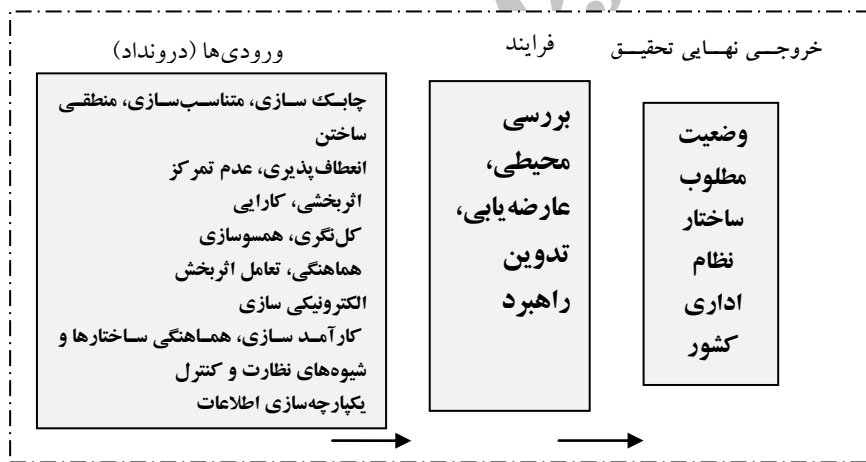 ورودی‌ها (درونداد)
چابک سازی، متناسب‌سازی، منطقی
ساختن
انعطاف‌پذیری، عدم تمرکز
اثربخشی، کارایی
کل‌نگری، همسوسازی
هماهنگی، تعامل اثربخش
الکترونیکی سازی
کارآمد سازی، هماهنگی ساختارها و
شیوه‌های نظارت و کنترل
یکپارچه‌سازی اطلاعات
فرایند
بررسی
محیطی،
عارضه‌یابی،
تدوین
راهبرد
خروجی نهایی تحقیق
وضعیت
مطلوب
ساختار
نظام
اداری
کشور